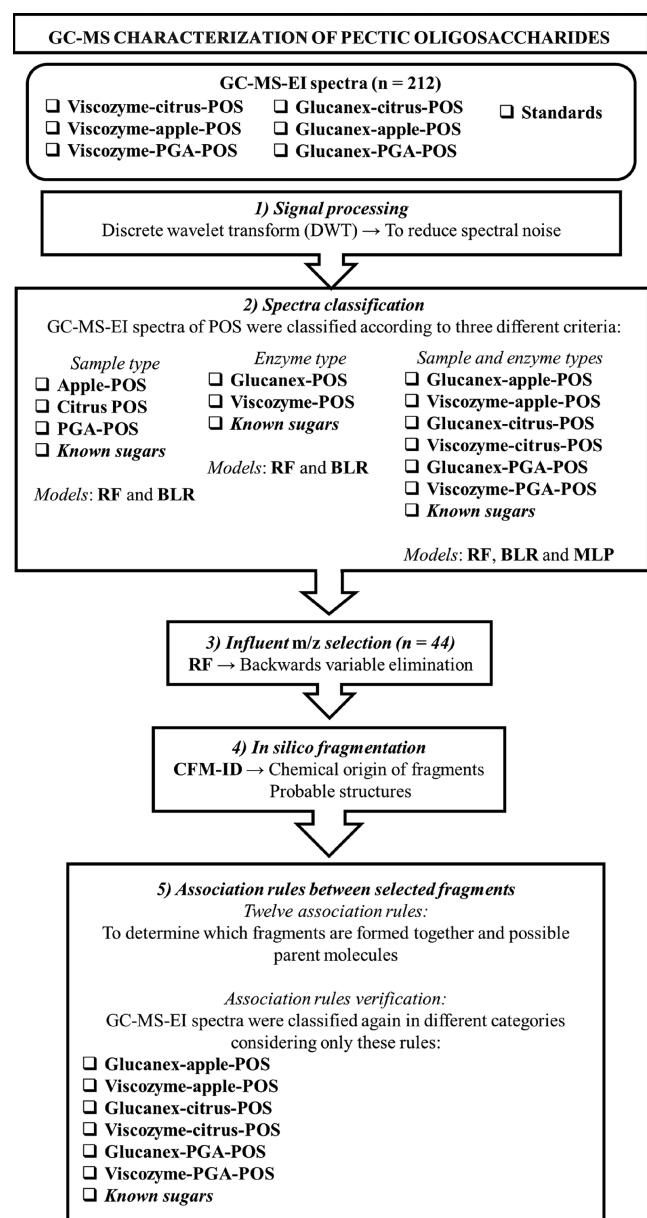 GC-MS CHARACTERIZATION OF PECTIC OLIGOSACCHARIDES
GC-MS-EI spectra (n = 212)
❑ Viscozyme-citrus-POS
❑ Viscozyme-apple-POS
❑ Viscozyme-PGA-POS
❑ Glucanex-citrus-POS
❑ Glucanex-apple-POS
❑ Glucanex-PGA-POS
❑ Standards
1) Signal processing
Discrete wavelet transform (DWT) → To reduce spectral noise
2) Spectra classification
GC-MS-EI spectra of POS were classified according to three different criteria:
Sample type
❑ Apple-POS
❑ Citrus POS
❑ PGA-POS
❑ Known sugars
Models: RF and BLR
Enzyme type
❑ Glucanex-POS
❑ Viscozyme-POS
❑ Known sugars
Models: RF and BLR
Sample and enzyme types
❑ Glucanex-apple-POS
❑ Viscozyme-apple-POS
❑ Glucanex-citrus-POS
❑ Viscozyme-citrus-POS
❑ Glucanex-PGA-POS
❑ Viscozyme-PGA-POS
❑ Known sugars
Models: RF, BLR and MLP
3) Influent m/z selection (n = 44)
RF → Backwards variable elimination
4) In silico fragmentation
CFM-ID → Chemical origin of fragments
Probable structures
5) Association rules between selected fragments
Twelve association rules:
To determine which fragments are formed together and possible
parent molecules
Association rules verification:
GC-MS-EI spectra were classified again in different categories
considering only these rules:
❑ Glucanex-apple-POS
❑ Viscozyme-apple-POS
❑ Glucanex-citrus-POS
❑ Viscozyme-citrus-POS
❑ Glucanex-PGA-POS
❑ Viscozyme-PGA-POS
❑ Known sugars